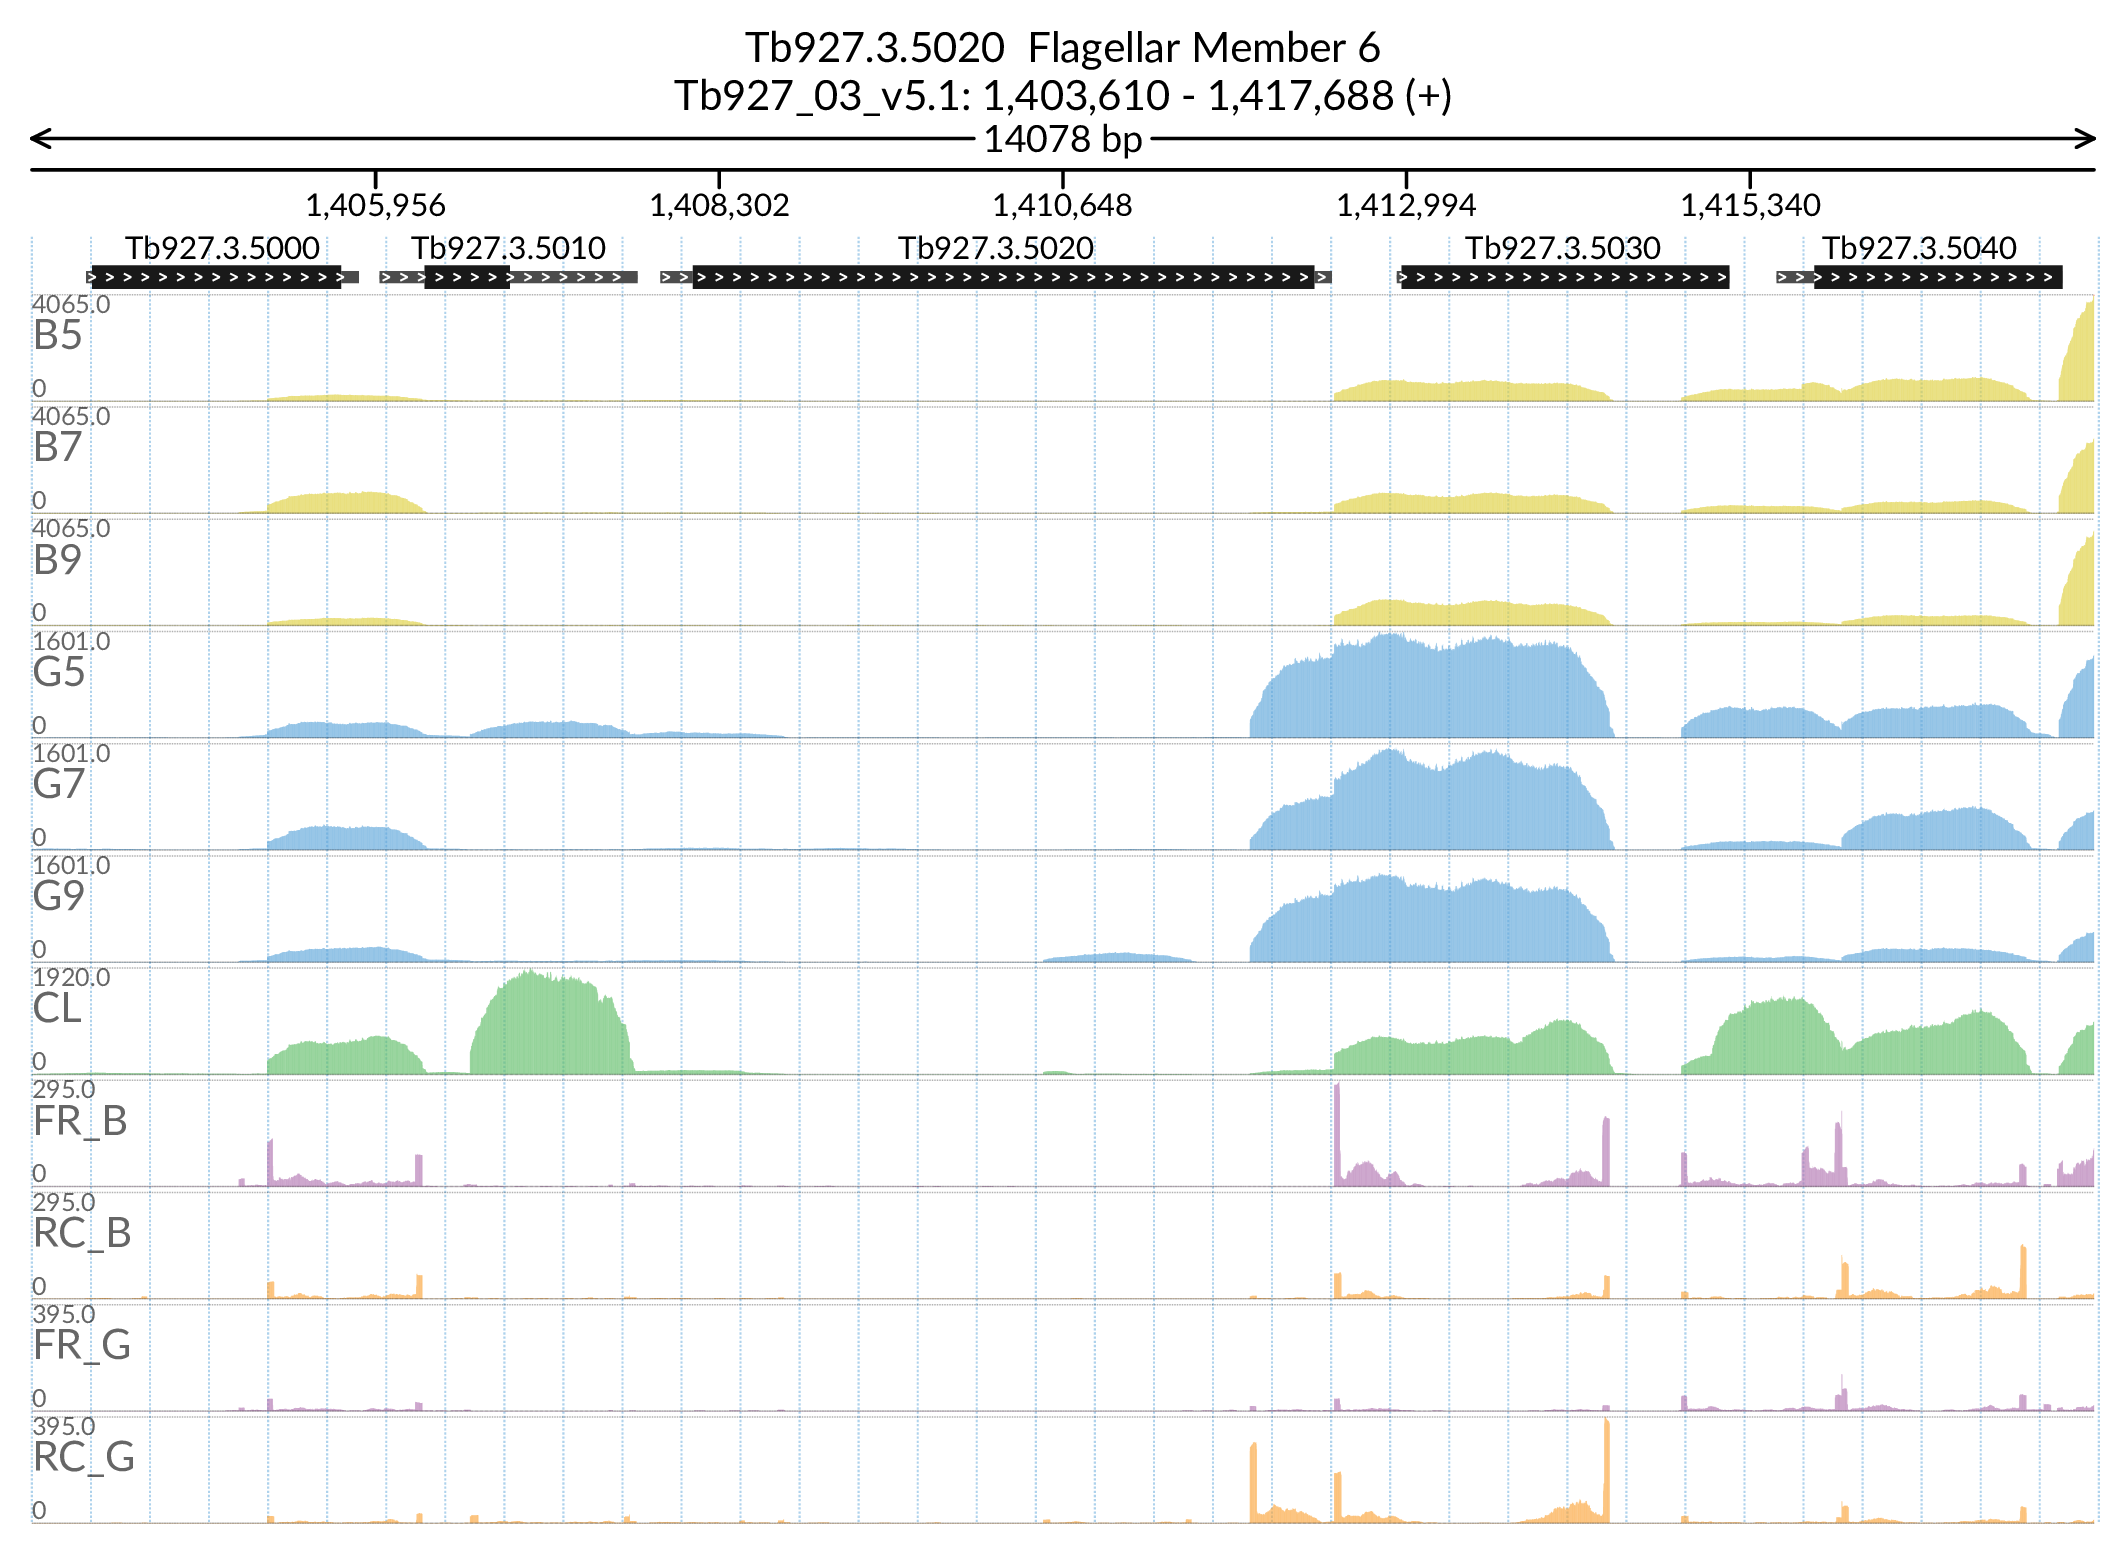 Tb927.3.5020 Flagellar Member 6
Tb927_03_v5.1: 1,403,610 - 1,417,688 (+)
14078 bp
1,405,956 1,408,302 1,410,648 1,412,994 1,415,340
Tb927.3.5000 Tb927.3.5010 Tb927.3.5020 Tb927.3.5030 Tb927.3.5040
4065.0
B5
0
4065.0
B7
0
4065.0
B9
0
1601.0
G5
0
1601.0
G7
0
1601.0
G9
0
1920.0
CL
0
295.0
FR_B
0
295.0
RC_B
0
395.0
FR_G
0
395.0
RC_G
0